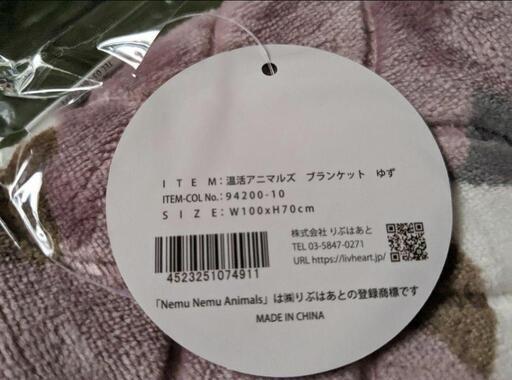 ITEM:温活アニマルズ ブランケット ゆず
ITEM-COL No.:94200-10
SIZE:W100xH70cm
株式会社 りぶはあと
TEL 03-5847-0271
URL https://livheart.jp/
4523251074911
「Nemu Nemu Animals」は㈱りぶはあとの登録商標です
MADE IN CHINA